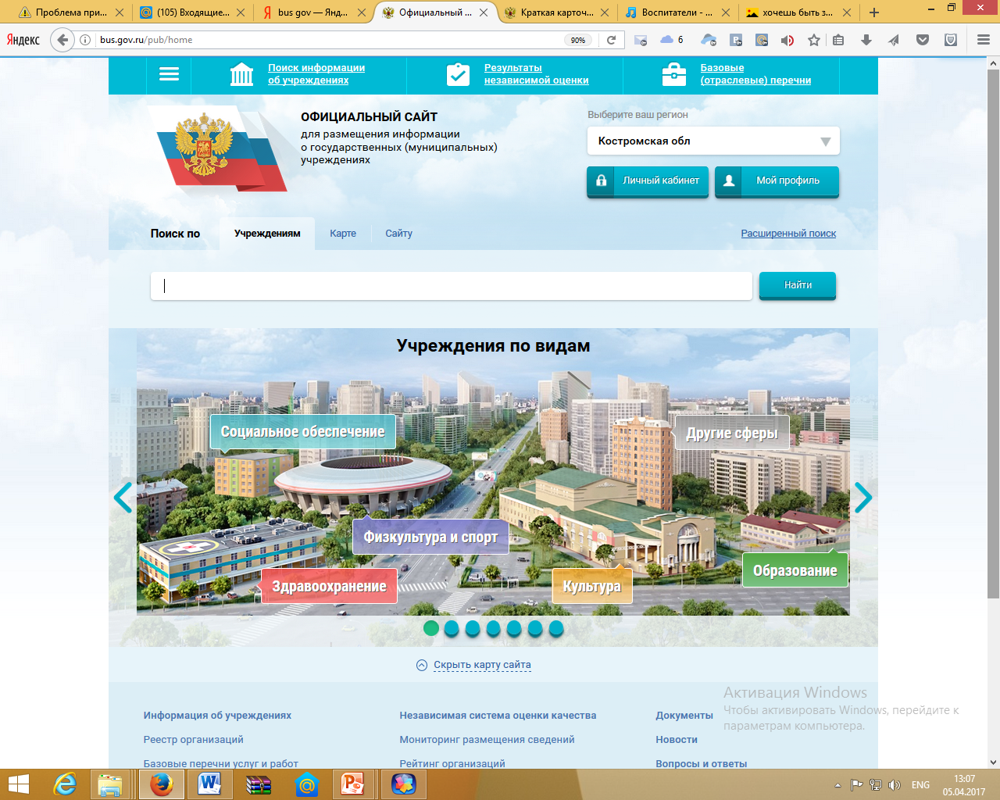 Проблема при...
(105) Входящие...
bus gov — Янд...
Официальный ...
Краткая карточ...
Воспитатели - ...
хочешь быть з...
Яндекс
bus.gov.ru/pub/home
90%
6
Поиск информации
об учреждениях
Результаты
независимой оценки
Базовые
(отраслевые) перечни
ОФИЦИАЛЬНЫЙ САЙТ
для размещения информации
о государственных (муниципальных)
учреждениях
Выберите ваш регион
Костромская обл
Личный кабинет
Мой профиль
Поиск по
Учреждениям
Карте
Сайту
Расширенный поиск
Найти
Учреждения по видам
Социальное обеспечение
Другие сферы
Физкультура и спорт
Образование
Здравоохранение
Культура
Скрыть карту сайта
Активация Windows
Чтобы активировать Windows, перейдите к
параметрам компьютера.
Информация об учреждениях
Независимая система оценки качества
Документы
Реестр организаций
Мониторинг размещения сведений
Новости
Базовые перечни услуг и работ
Рейтинг организаций
Вопросы и ответы
ENG
13:07
05.04.2017